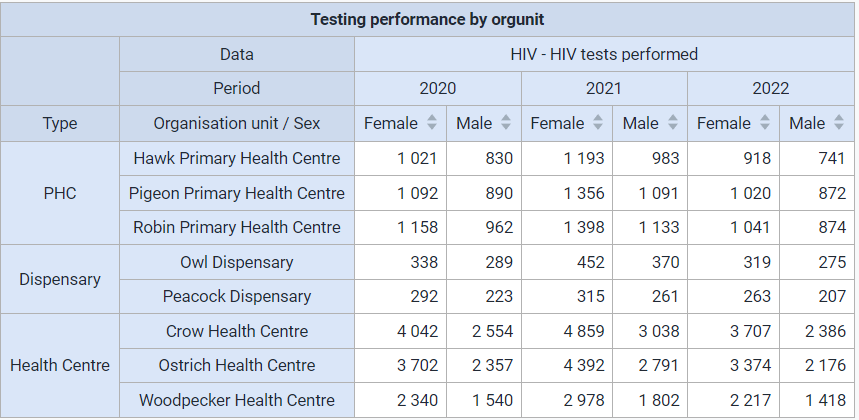 Testing performance by orgunit
Data HIV - HIV tests performed
Period 2020 2021 2022
Type Organisation unit / Sex Female Male Female Male Female Male
PHC
Hawk Primary Health Centre 1 021 830 1 193 983 918 741
Pigeon Primary Health Centre 1 092 890 1 356 1 091 1 020 872
Robin Primary Health Centre 1 158 962 1 398 1 133 1 041 874
Dispensary
Owl Dispensary 338 289 452 370 319 275
Peacock Dispensary 292 223 315 261 263 207
Health Centre
Crow Health Centre 4 042 2 554 4 859 3 038 3 707 2 386
Ostrich Health Centre 3 702 2 357 4 392 2 791 3 374 2 176
Woodpecker Health Centre 2 340 1 540 2 978 1 802 2 217 1 418